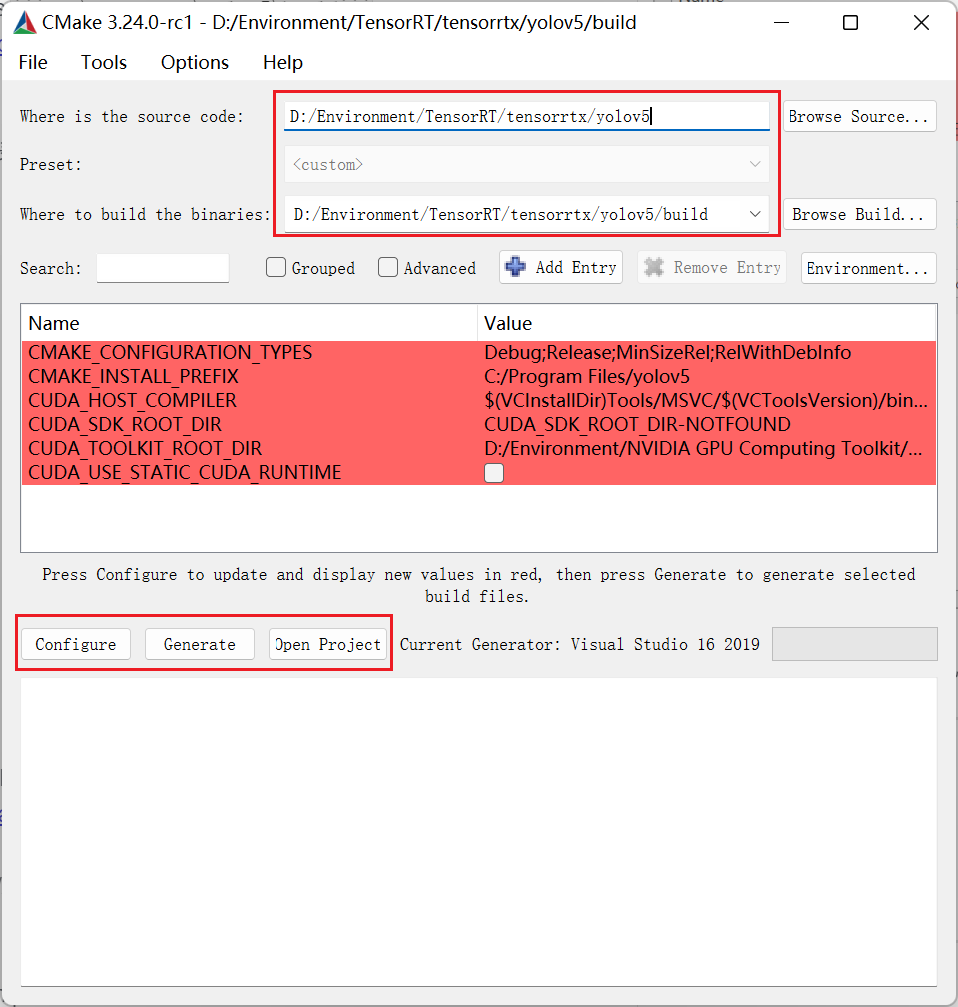 CMake 3.24.0-rc1 - D:/Environment/TensorRT/tensorrtx/yolov5/build
File Tools Options Help
Where is the source code: D:/Environment/TensorRT/tensorrtx/yolov5 Browse Source...
Preset: <custom>
Where to build the binaries: D:/Environment/TensorRT/tensorrtx/yolov5/build Browse Build...
Search: Grouped Advanced Add Entry Remove Entry Environment...
Name Value
CMAKE_CONFIGURATION_TYPES Debug;Release;MinSizeRel;RelWithDebInfo
CMAKE_INSTALL_PREFIX C:/Program Files/yolov5
CUDA_HOST_COMPILER $(VCInstallDir)Tools/MSVC/$(VCToolsVersion)/bin...
CUDA_SDK_ROOT_DIR CUDA_SDK_ROOT_DIR-NOTFOUND
CUDA_TOOLKIT_ROOT_DIR D:/Environment/NVIDIA GPU Computing Toolkit/...
CUDA_USE_STATIC_CUDA_RUNTIME
Press Configure to update and display new values in red, then press Generate to generate selected
build files.
Configure Generate Open Project Current Generator: Visual Studio 16 2019